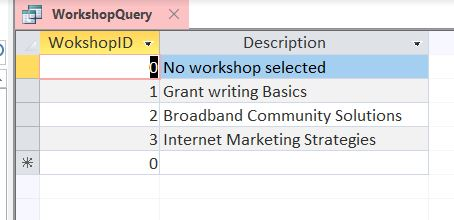 WorkshopQuery
WokshopID Description
0 No workshop selected
1 Grant writing Basics
2 Broadband Community Solutions
3 Internet Marketing Strategies
* 0